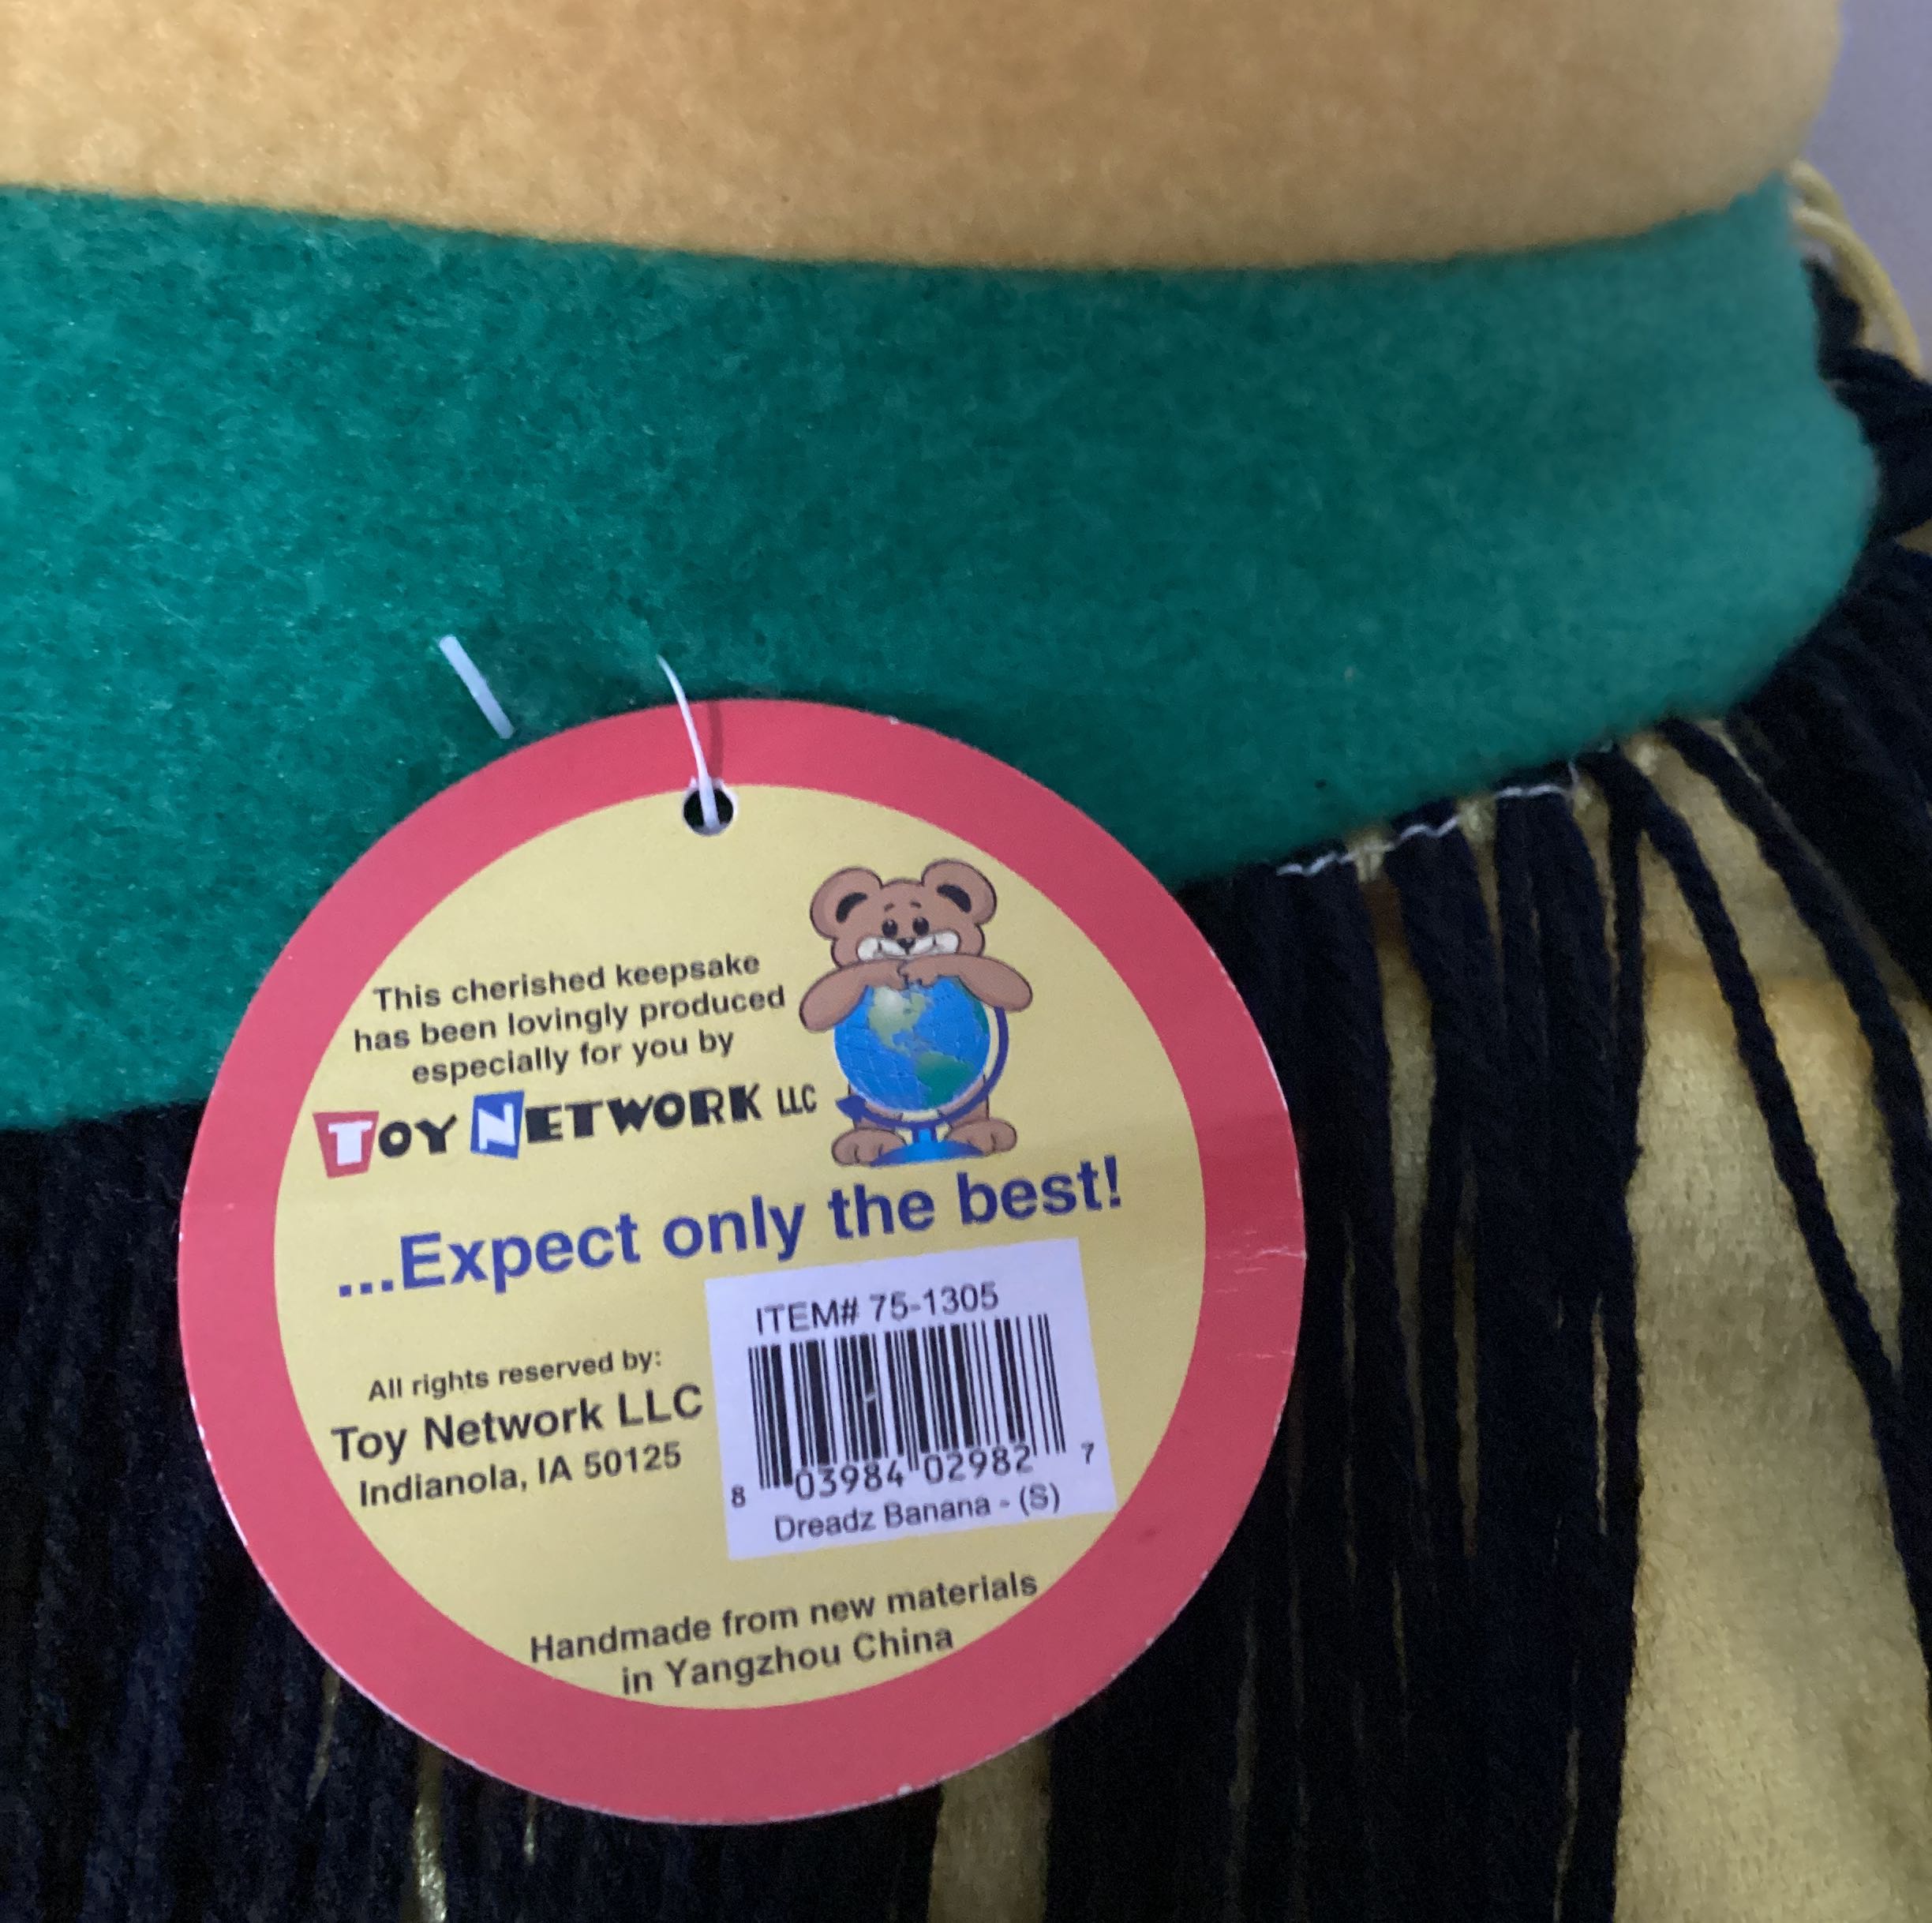 This cherished keepsake
has been lovingly produced
especially for you by
TOY NETWORK LLC
...Expect only the best!
ITEM# 75-1305
8 03984 02982 7
Dreadz Banana - (S)
All rights reserved by:
Toy Network LLC
Indianola, IA 50125
Handmade from new materials
in Yangzhou China